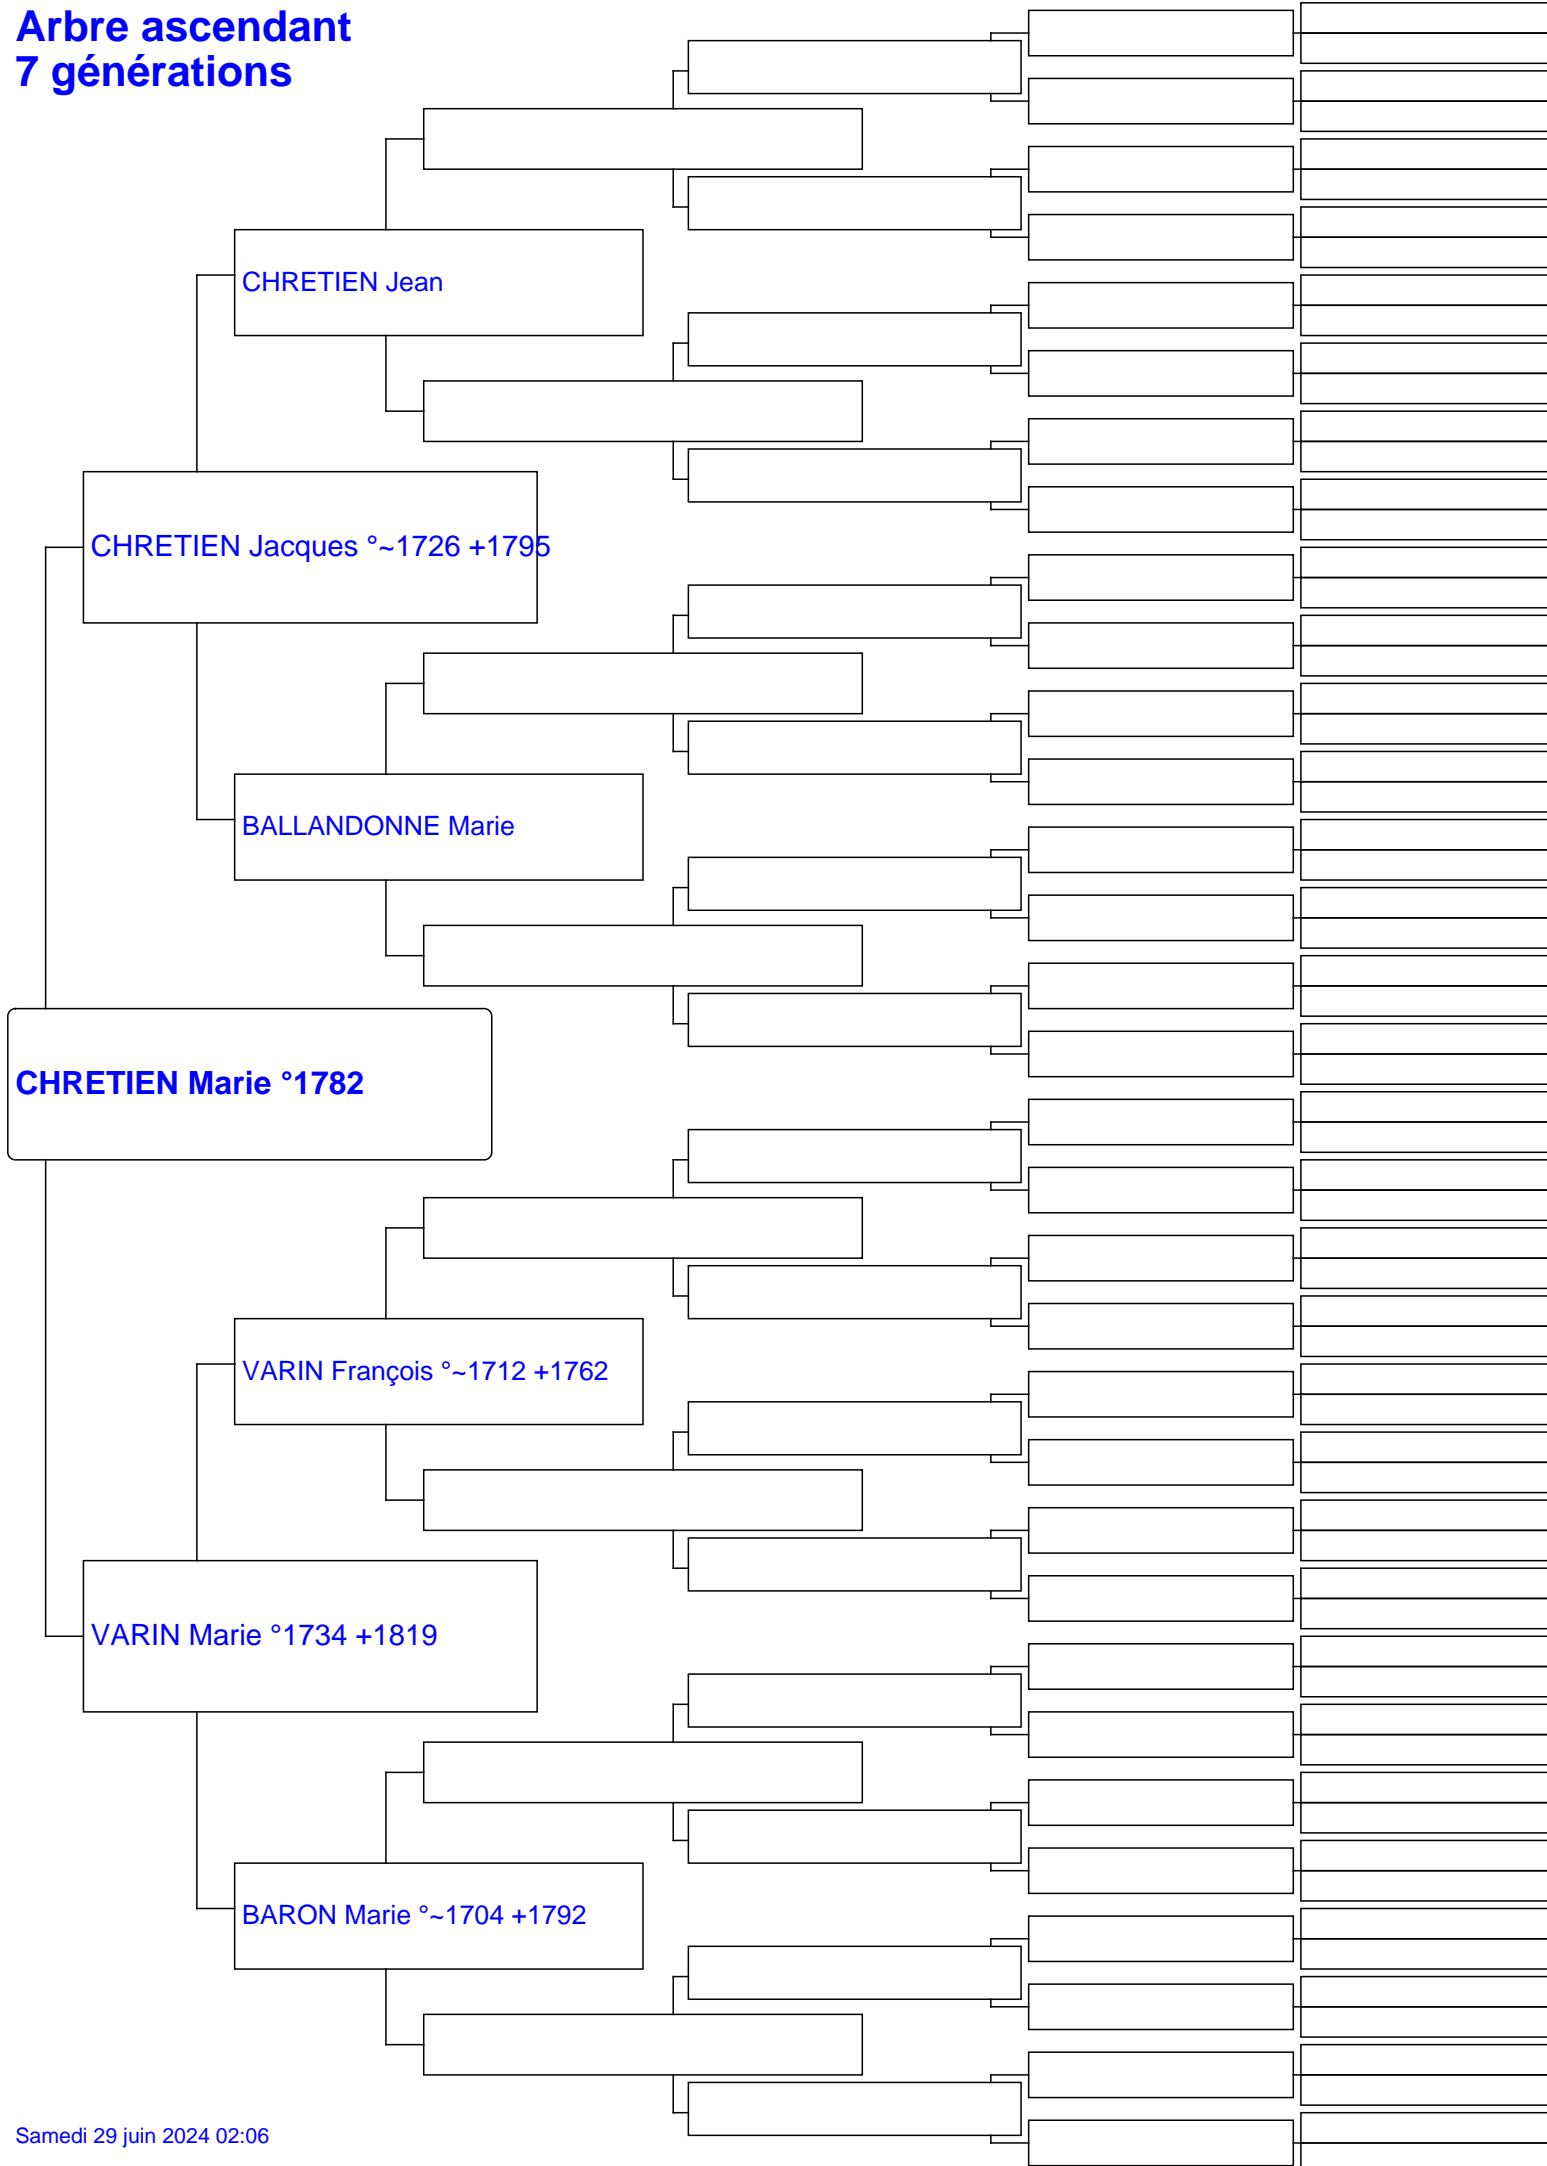 Arbre ascendant
7 générations
CHRETIEN Jean
CHRETIEN Jacques °~1726 +1795
BALLANDONNE Marie
CHRETIEN Marie °1782
VARIN François °~1712 +1762
VARIN Marie °1734 +1819
BARON Marie °~1704 +1792
Samedi 29 juin 2024 02:06